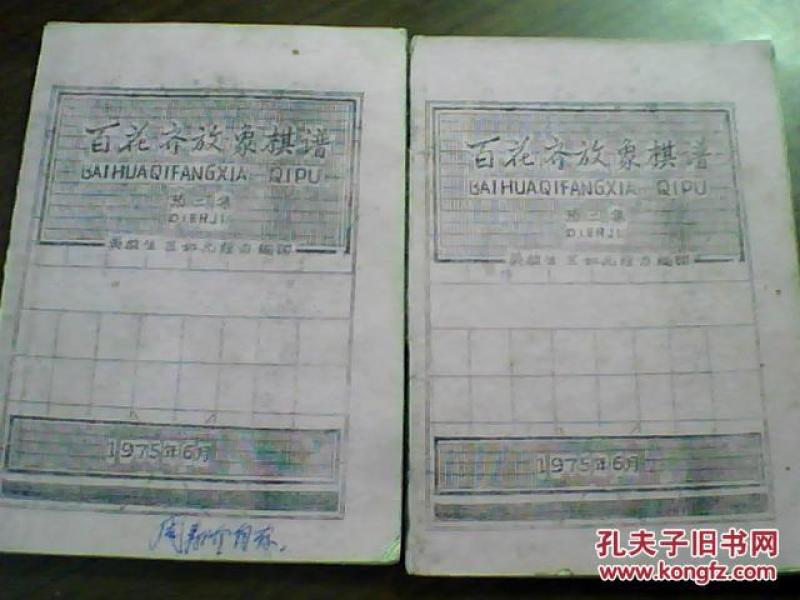 百花齐放象棋谱
BAIHUAQIFANGXIA QIPU
第二集
DIERJI
1975年6月
百花齐放象棋谱
BAIHUAQIFANGXIA QIPU
第二集
DIERJI
1975年6月
孔夫子旧书网
www.kongfz.com